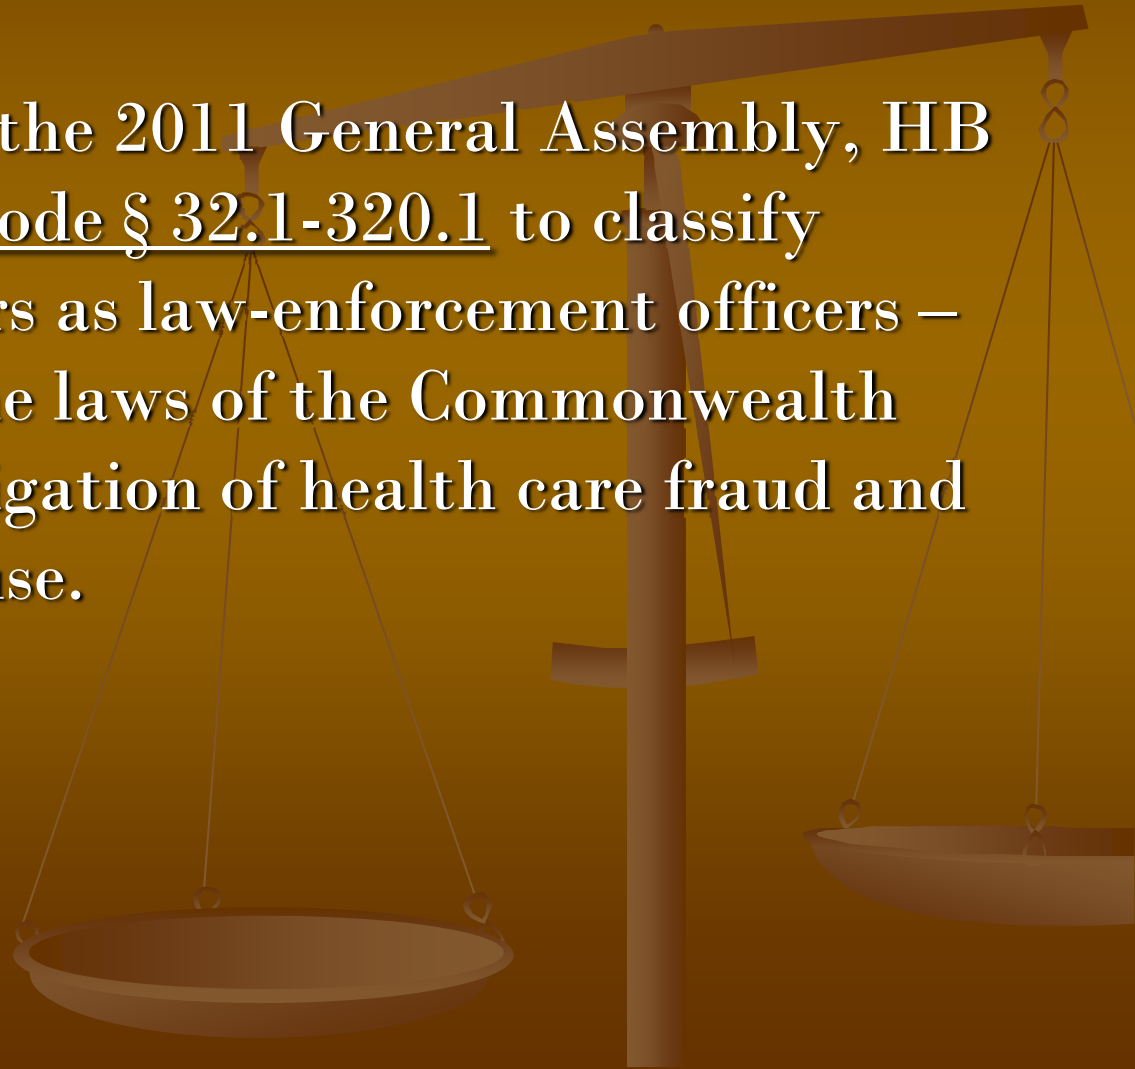 the 2011 General Assembly, HB
ode § 32.1-320.1 to classify
rs as law-enforcement officers –
e laws of the Commonwealth
igation of health care fraud and
use.